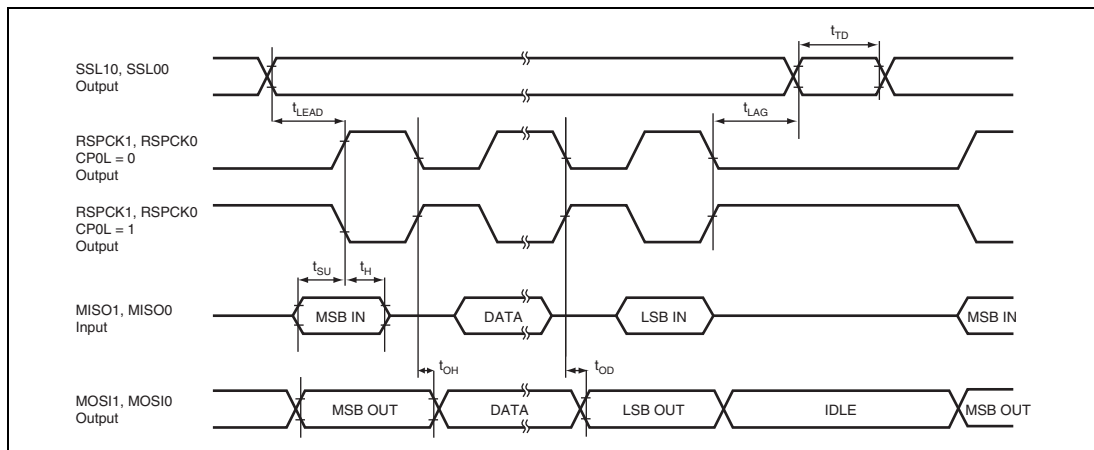 SSL10, SSL00
Output
tTD
tLEAD
tLAG
RSPCK1, RSPCK0
CP0L = 0
Output
RSPCK1, RSPCK0
CP0L = 1
Output
tSU
tH
MISO1, MISO0
Input
MSB IN
DATA
LSB IN
MSB IN
tOH
tOD
MOSI1, MOSI0
Output
MSB OUT
DATA
LSB OUT
IDLE
MSB OUT